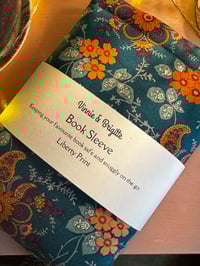 Vinnie & Brigitte
Book Sleeve
Keeping your favourite book safe and snuggly on the go
Liberty Print